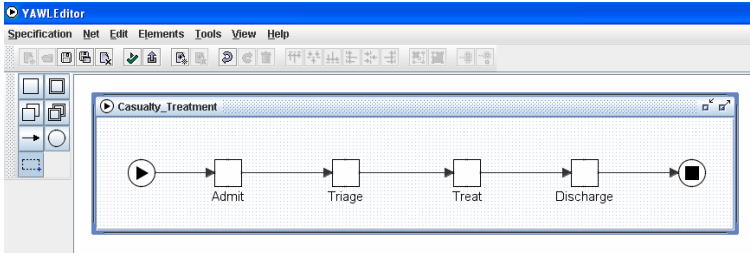 YAWLEditor
Specification Net Edit Elements Tools View Help
Casualty_Treatment
Admit Triage Treat Discharge